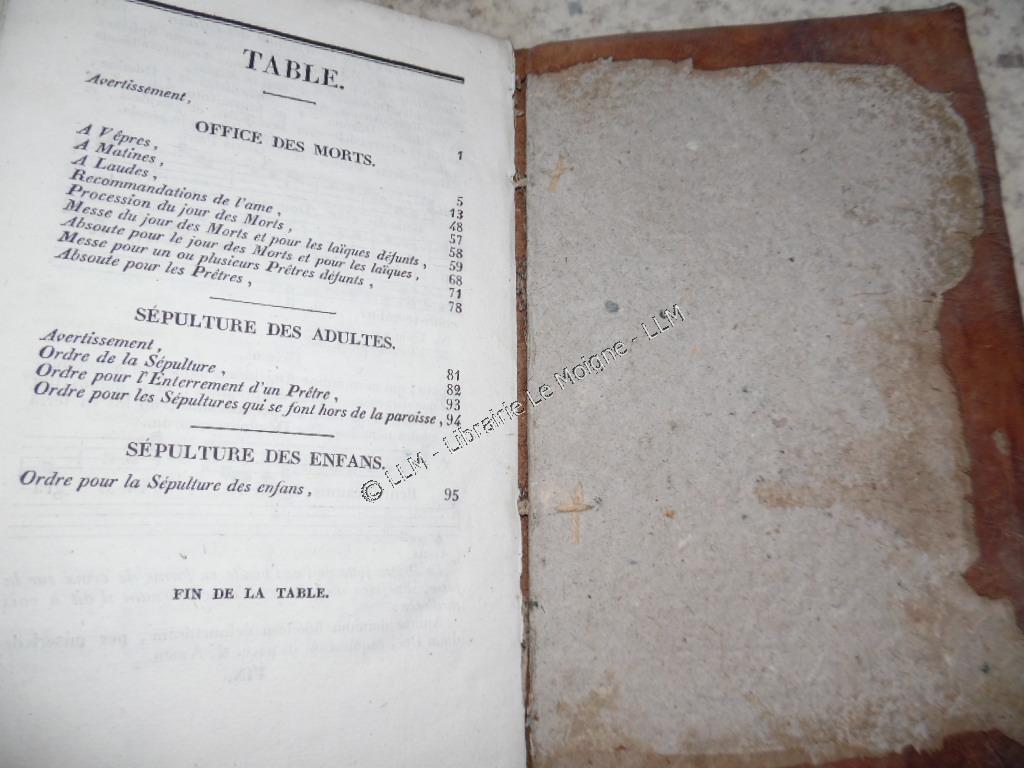 TABLE.
Avertissement, 1
OFFICE DES MORTS.
A Vêpres, 5
A Matines, 13
A Laudes, 48
Recommandations de l'ame, 57
Procession du jour des Morts, 58
Messe du jour des Morts et pour les laïques défunts, 59
Absoute pour le jour des Morts et pour les laïques, 68
Messe pour un ou plusieurs Prêtres défunts, 71
Absoute pour les Prêtres, 78
SÉPULTURE DES ADULTES.
Avertissement, 81
Ordre de la Sépulture, 82
Ordre pour l'Enterrement d'un Prêtre, 93
Ordre pour les Sépultures qui se font hors de la paroisse, 94
SÉPULTURE DES ENFANS.
Ordre pour la Sépulture des enfans, 95
FIN DE LA TABLE.
© LLM - Librairie Le Moigne - LLM